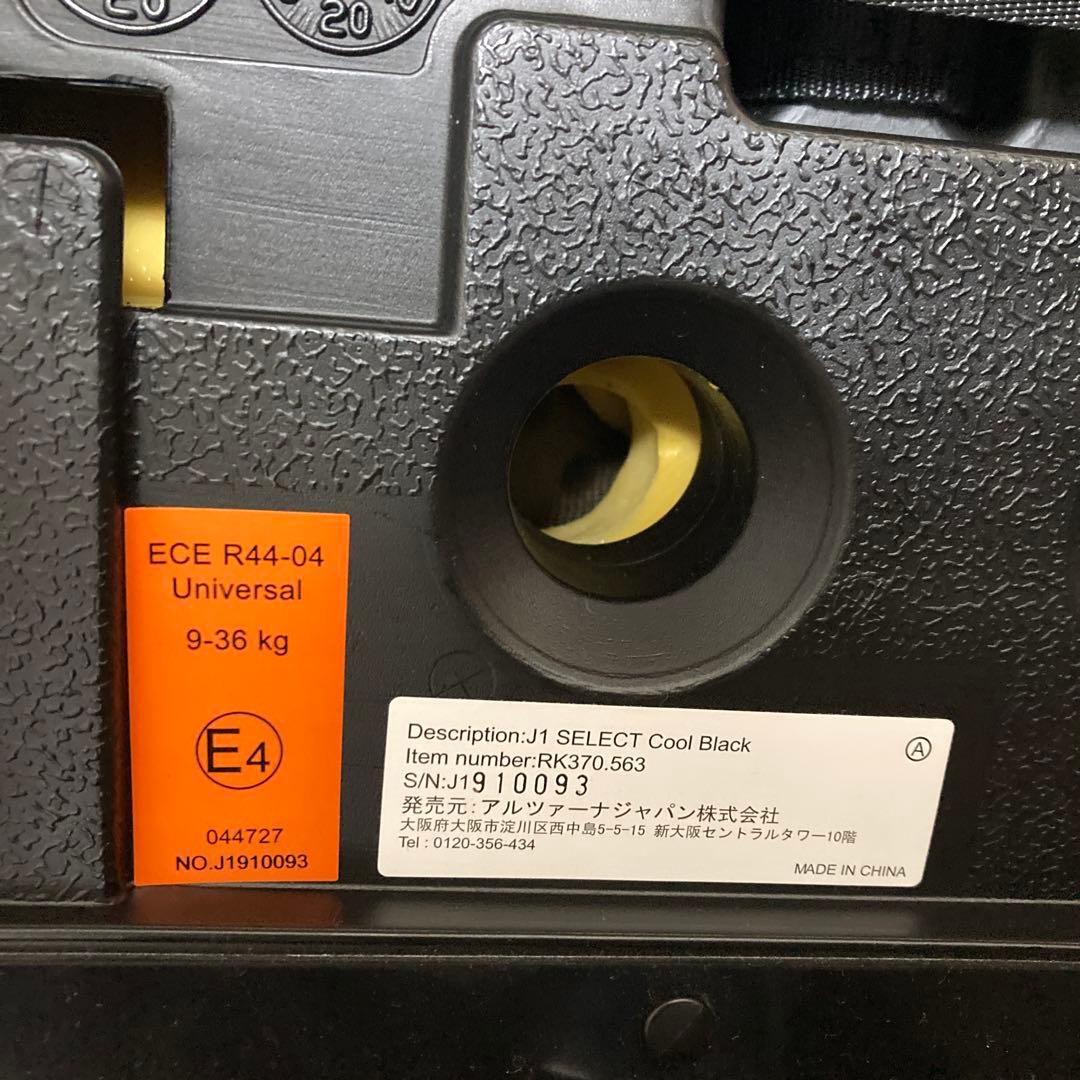 20
20
ECE R44-04
Universal
9-36 kg
E4
044727
NO.J1910093
Description:J1 SELECT Cool Black
A
Item number:RK370.563
S/N:J1910093
発売元:アルツァーナジャパン株式会社
大阪府大阪市淀川区西中島5-5-15 新大阪セントラルタワー10階
Tel : 0120-356-434
MADE IN CHINA